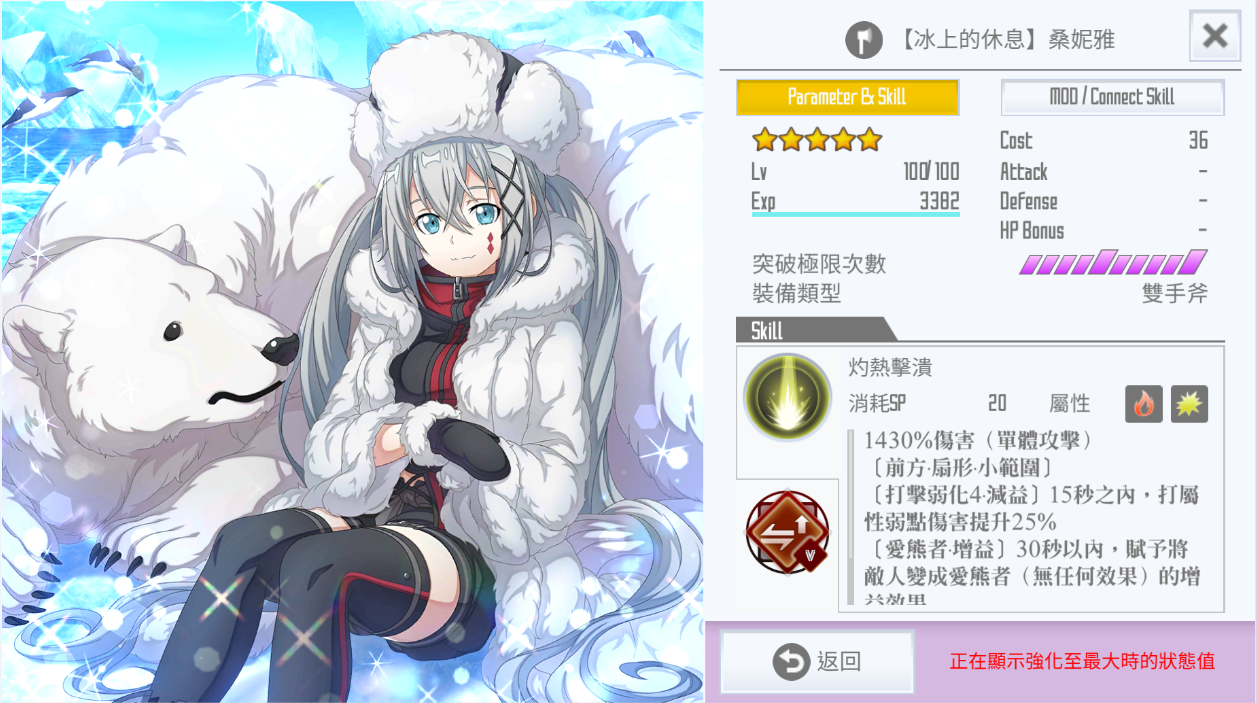 【冰上的休息】桑妮雅
Parameter & Skill
MOD / Connect Skill
Lv 100/100
Exp 3382
Cost 36
Attack -
Defense -
HP Bonus -
突破極限次數
裝備類型 雙手斧
Skill
灼熱擊潰
消耗SP 20 屬性
1430%傷害（單體攻擊）
〔前方·扇形·小範圍〕
〔打擊弱化4·減益〕15秒之內，打屬
性弱點傷害提升25%
〔愛熊者·增益〕30秒以內，賦予將
敵人變成愛熊者（無任何效果）的增
益效果
V
返回
正在顯示強化至最大時的狀態值